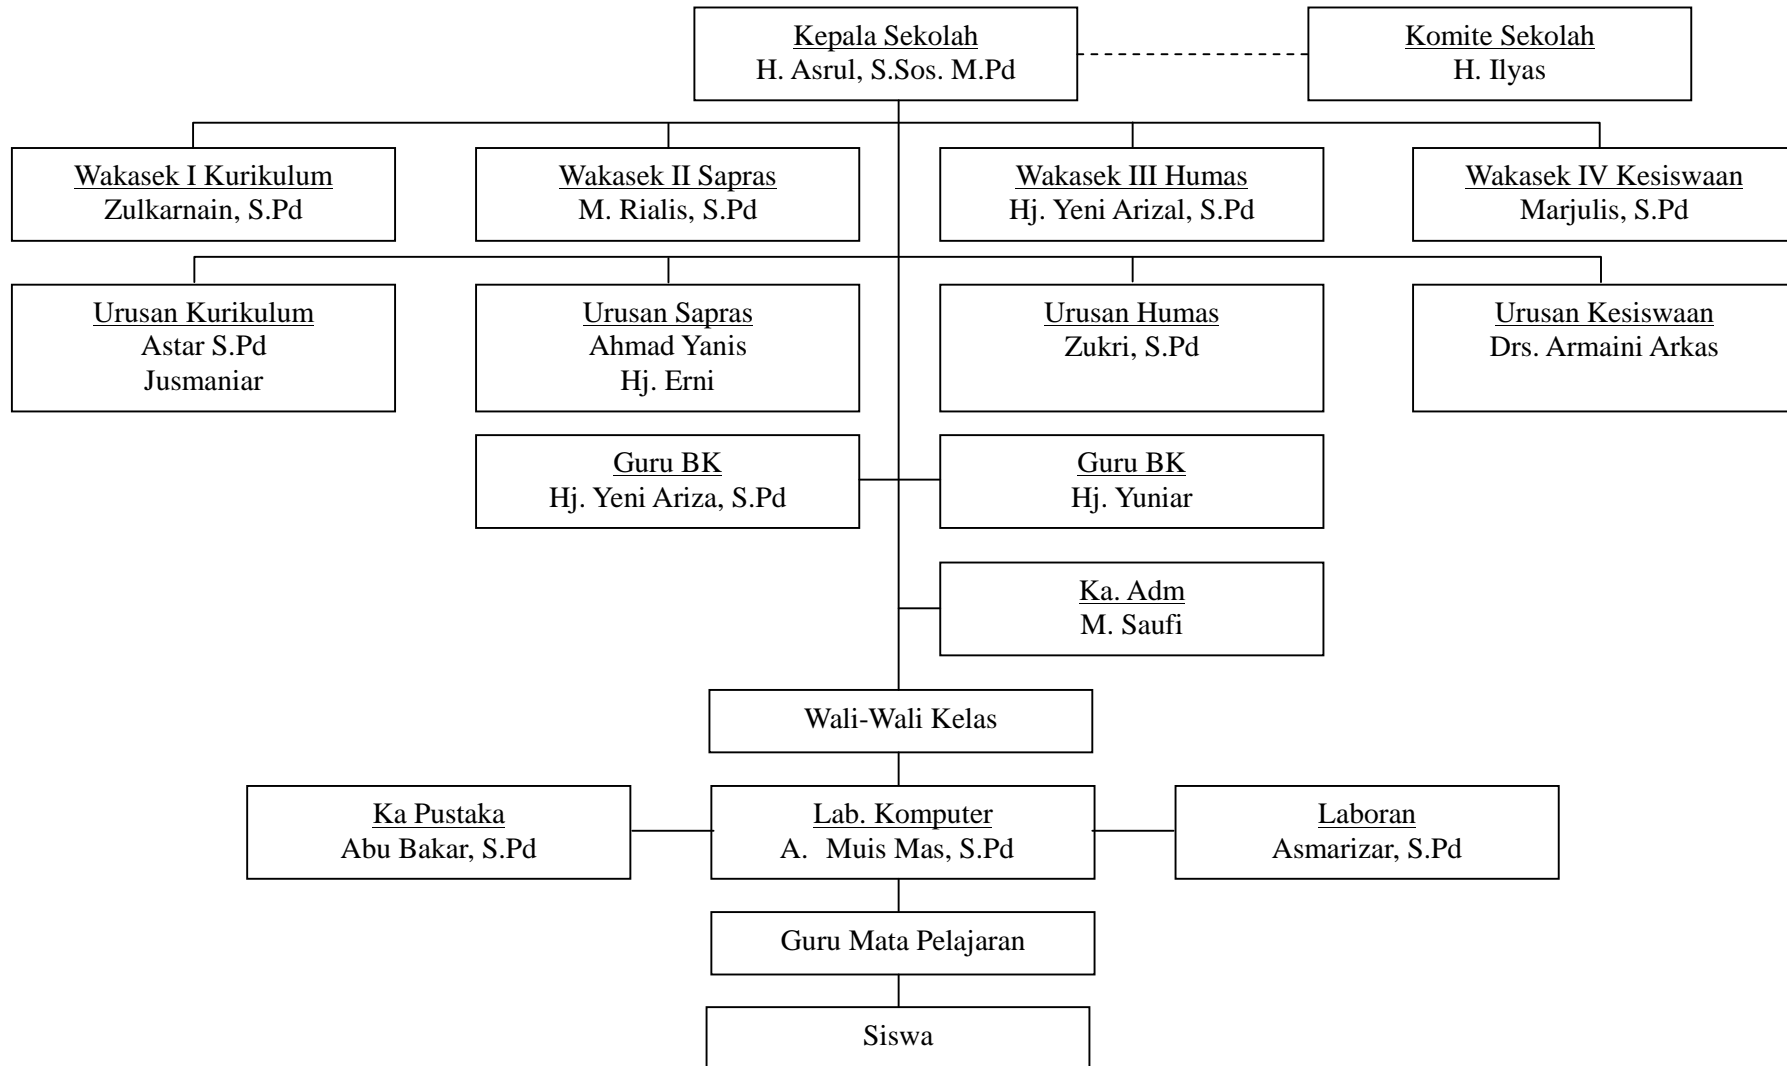 Kepala Sekolah
H. Asrul, S.Sos. M.Pd
Komite Sekolah
H. Ilyas
Wakasek I Kurikulum
Zulkarnain, S.Pd
Wakasek II Sapras
M. Rialis, S.Pd
Wakasek III Humas
Hj. Yeni Arizal, S.Pd
Wakasek IV Kesiswaan
Marjulis, S.Pd
Urusan Kurikulum
Astar S.Pd
Jusmaniar
Urusan Sapras
Ahmad Yanis
Hj. Erni
Urusan Humas
Zukri, S.Pd
Urusan Kesiswaan
Drs. Armaini Arkas
Guru BK
Hj. Yeni Ariza, S.Pd
Guru BK
Hj. Yuniar
Ka. Adm
M. Saufi
Wali-Wali Kelas
Ka Pustaka
Abu Bakar, S.Pd
Lab. Komputer
A. Muis Mas, S.Pd
Laboran
Asmarizar, S.Pd
Guru Mata Pelajaran
Siswa